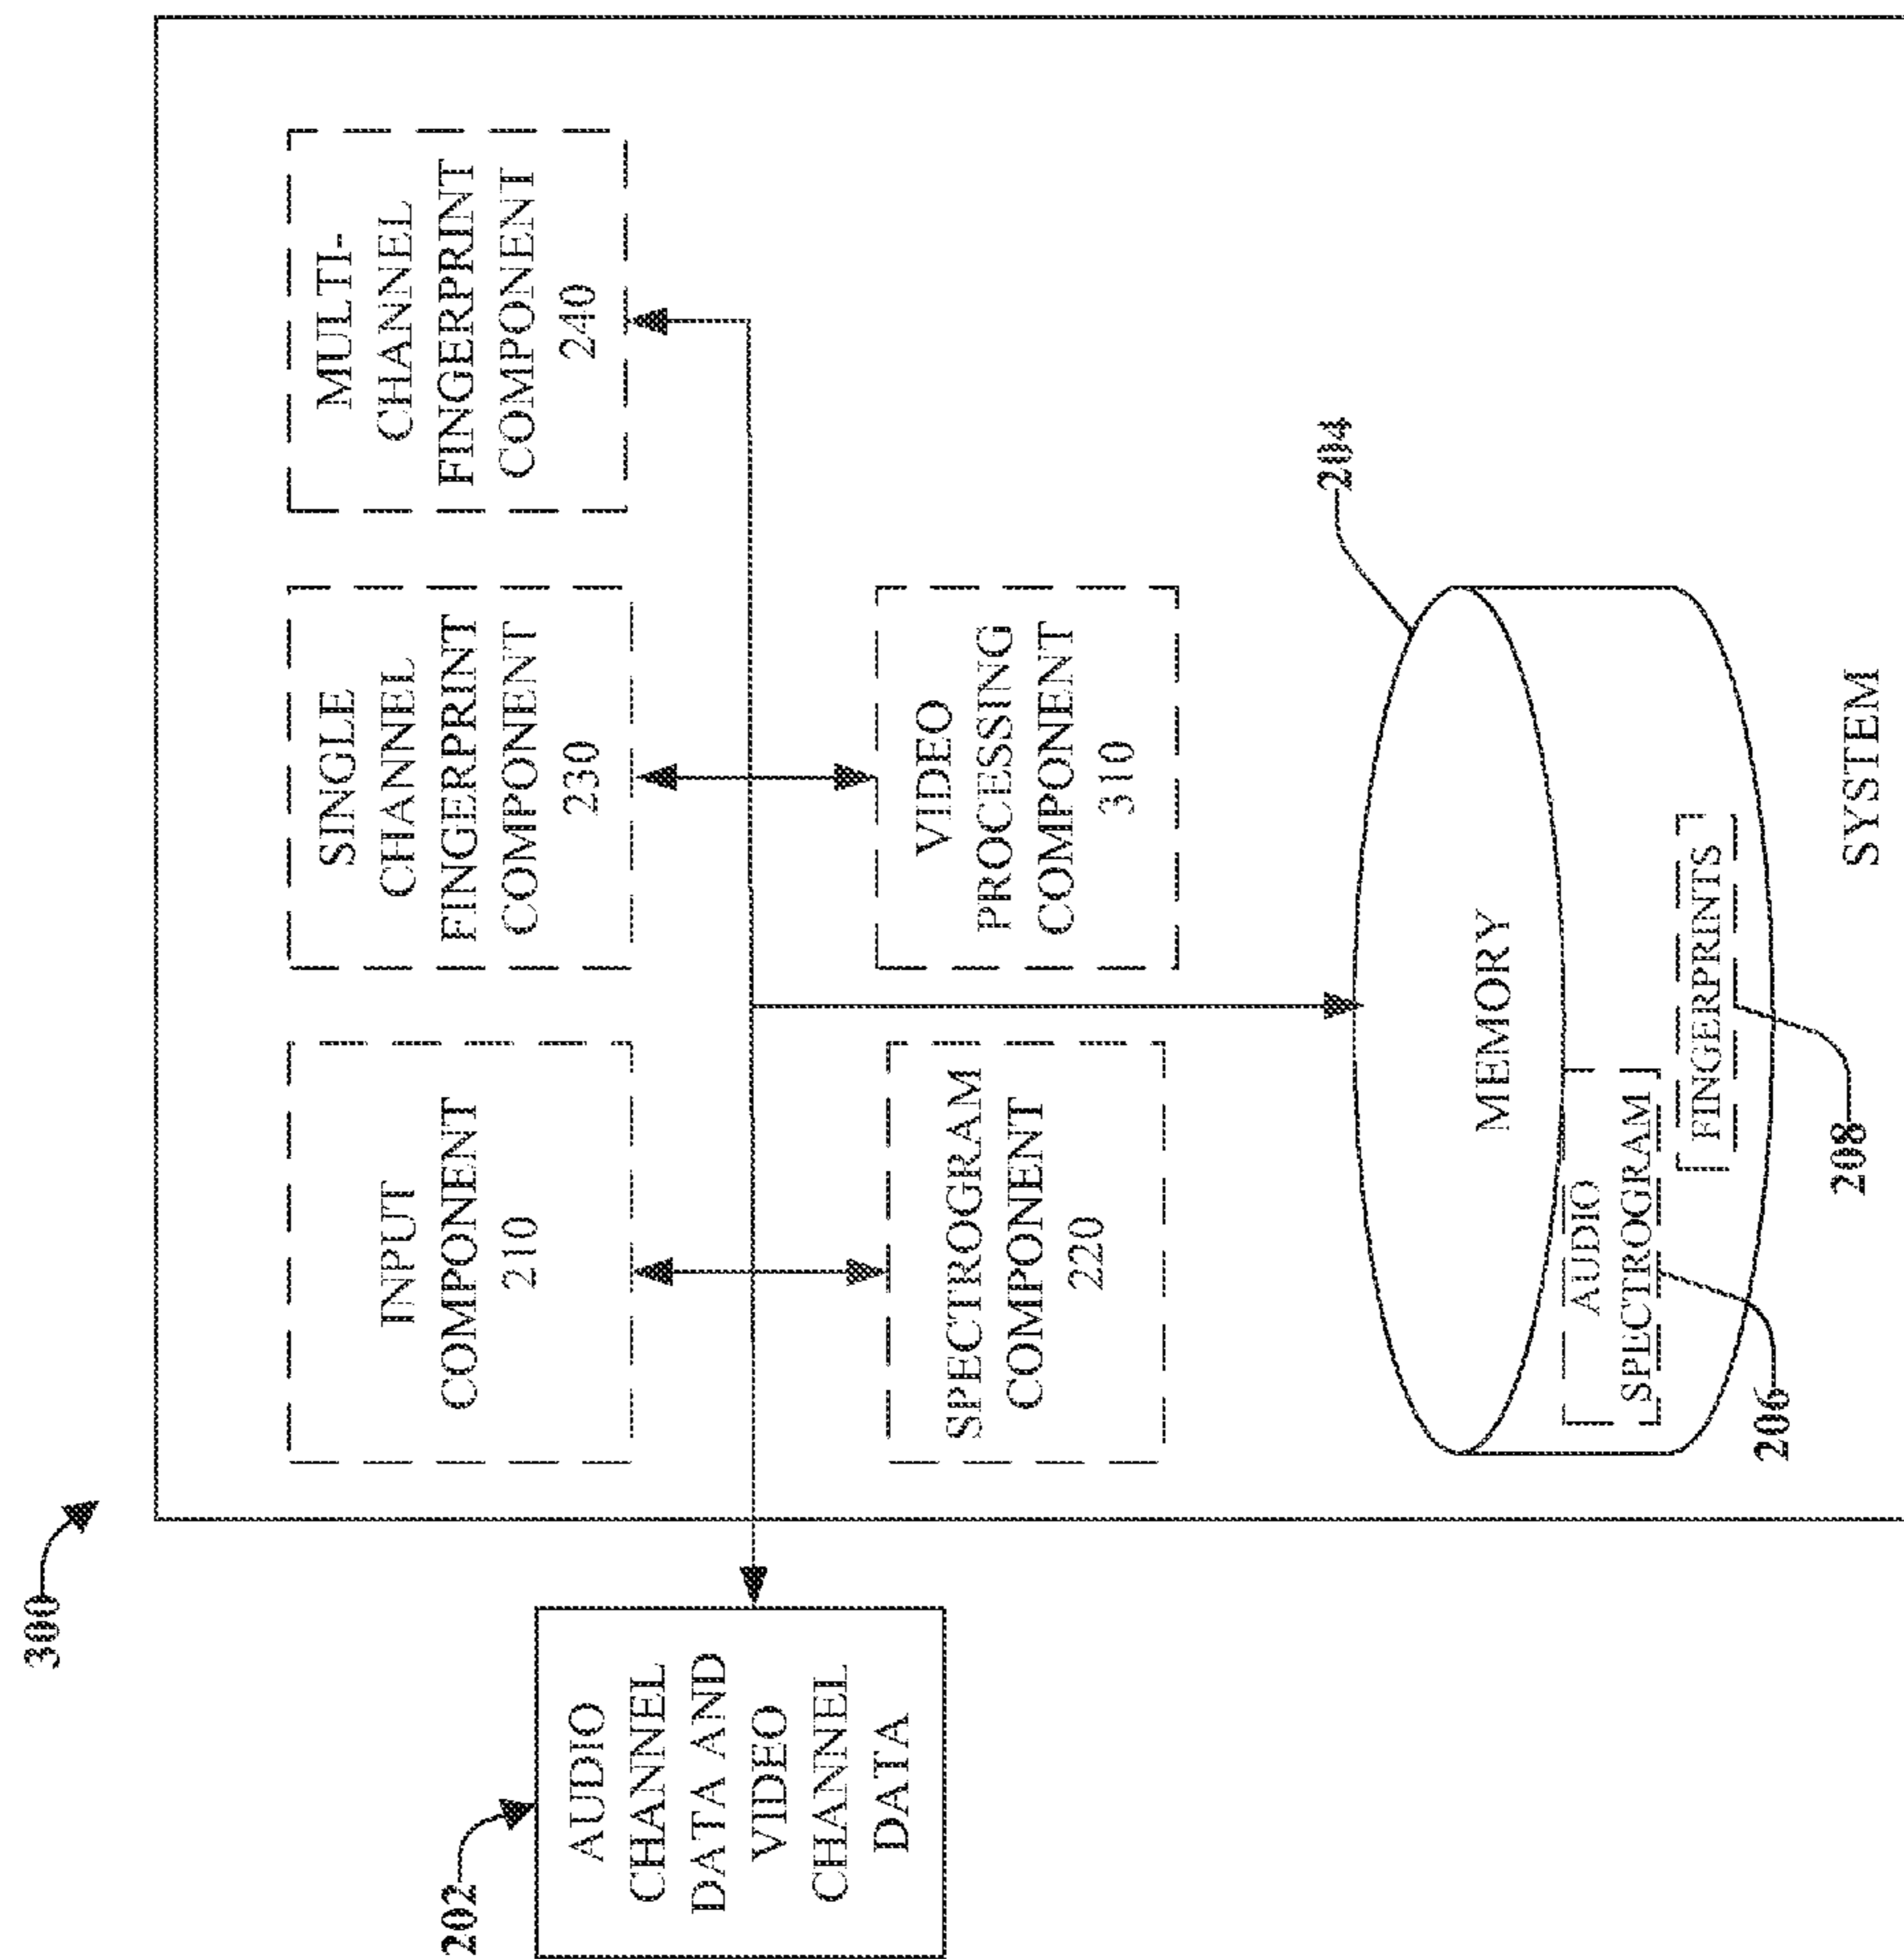 300
202
AUDIO
CHANNEL
DATA AND
VIDEO
CHANNEL
DATA
INPUT
COMPONENT
210
SINGLE
CHANNEL
FINGERPRINT
COMPONENT
230
MULTI-
CHANNEL
FINGERPRINT
COMPONENT
240
SPECTROGRAM
COMPONENT
220
VIDEO
PROCESSING
COMPONENT
310
204
MEMORY
AUDIO
SPECTROGRAM
FINGERPRINTS
206
208
SYSTEM